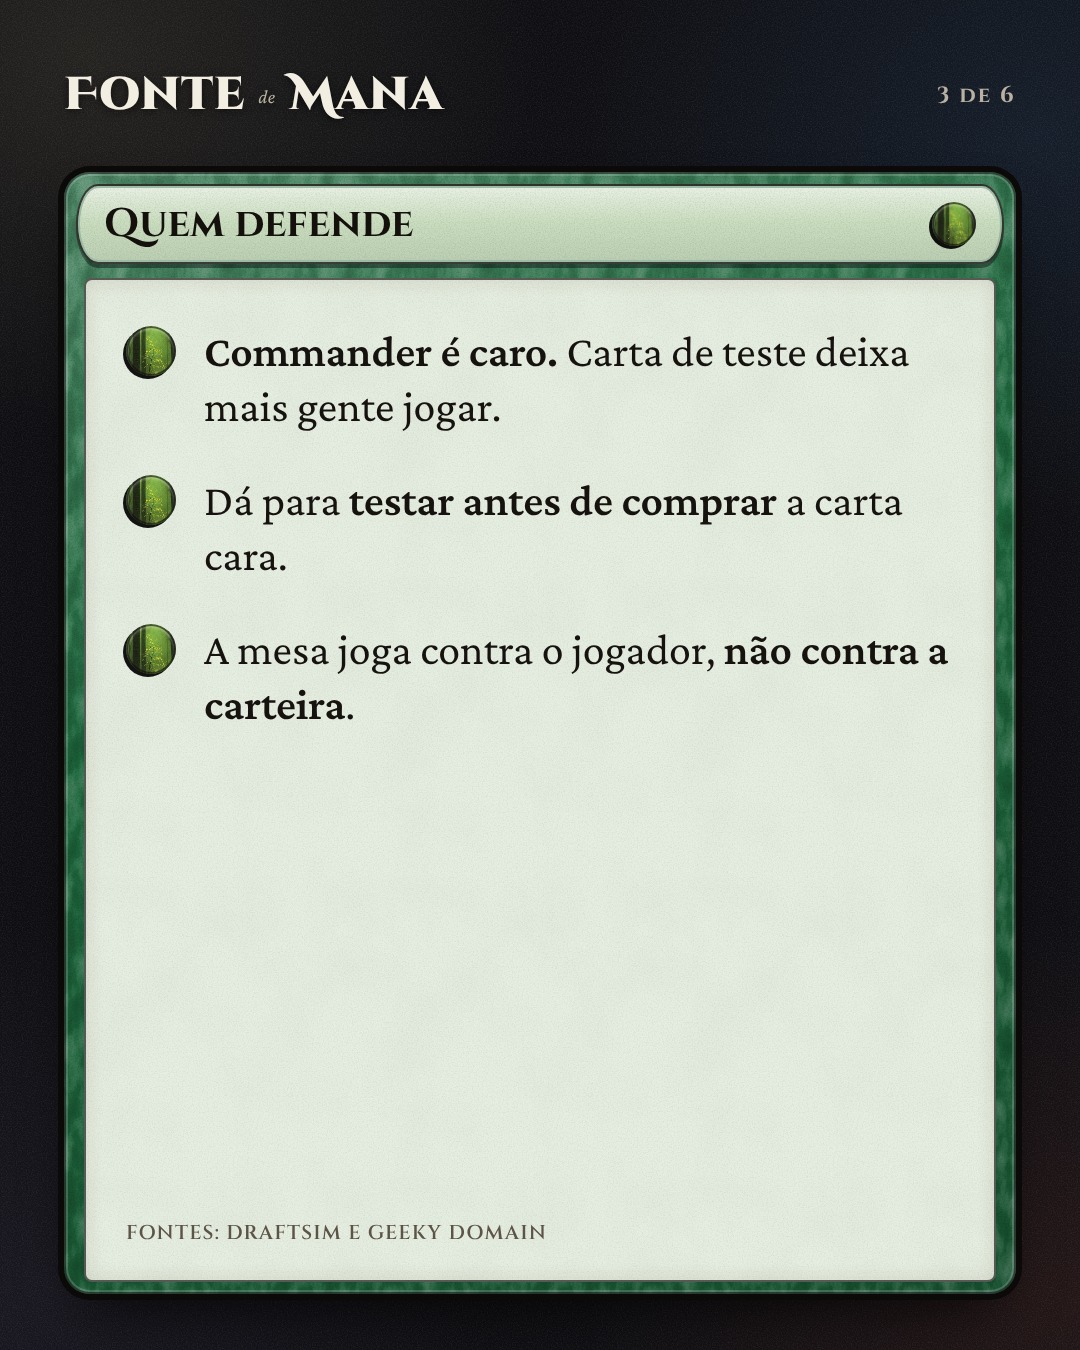 Fonte de Mana
3 de 6
Quem defende
Commander é caro. Carta de teste deixa
mais gente jogar.
Dá para testar antes de comprar a carta
cara.
A mesa joga contra o jogador, não contra a
carteira.
Fontes: Draftsim e Geeky Domain